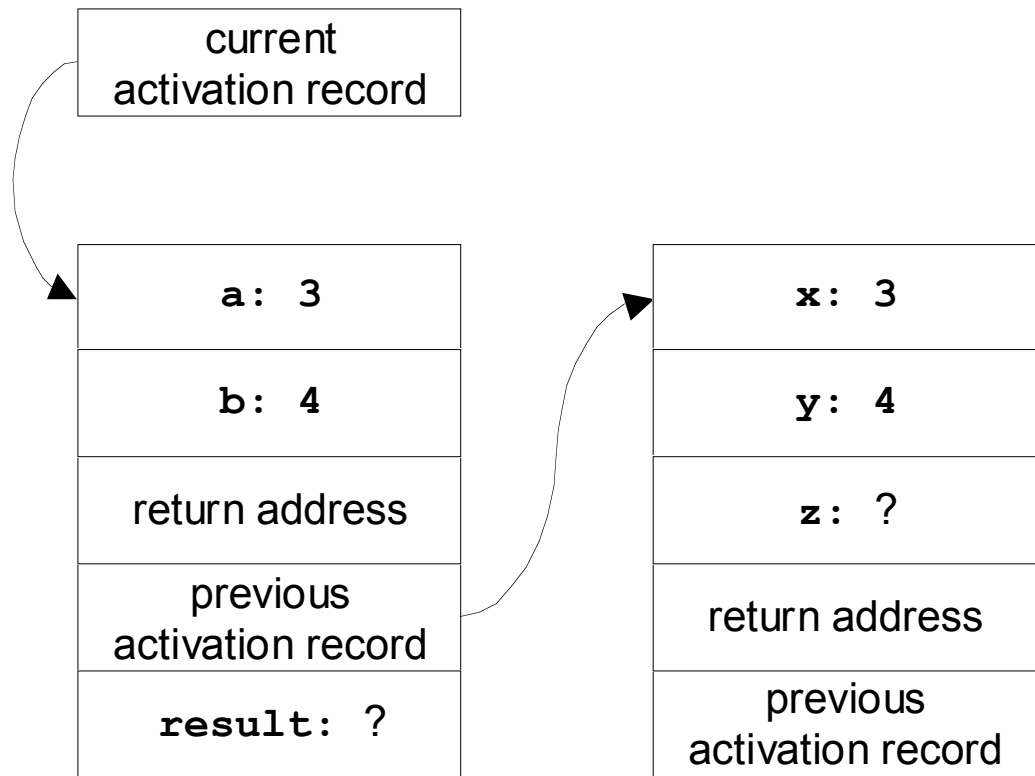 current
activation record
a: 3
b: 4
return address
previous
activation record
result: ?
x: 3
y: 4
z: ?
return address
previous
activation record